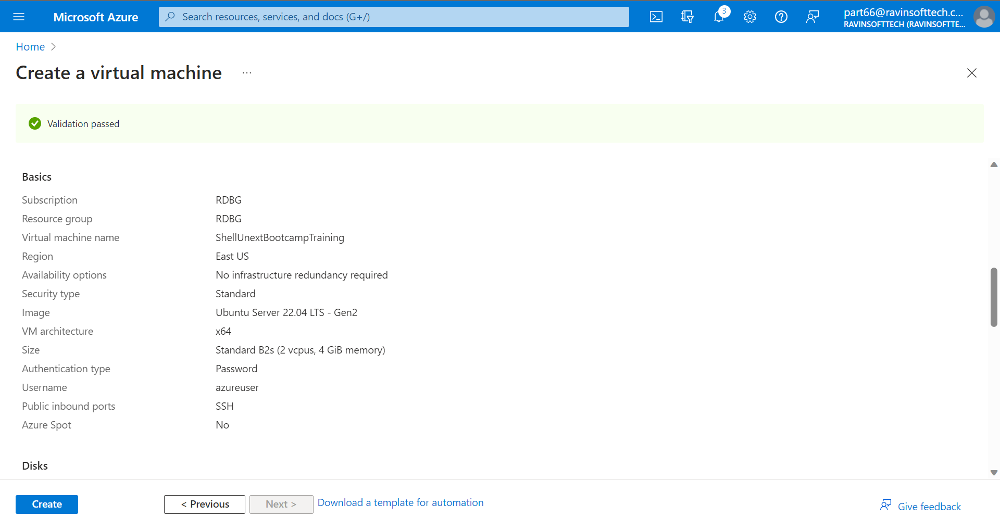 Microsoft Azure
Search resources, services, and docs (G+/)
3
part66@ravinsofttech.c...
RAVINSOFTTECH (RAVINSOFTTE...
Home >
Create a virtual machine ...
Validation passed
Basics
Subscription RDBG
Resource group RDBG
Virtual machine name ShellUnextBootcampTraining
Region East US
Availability options No infrastructure redundancy required
Security type Standard
Image Ubuntu Server 22.04 LTS - Gen2
VM architecture x64
Size Standard B2s (2 vcpus, 4 GiB memory)
Authentication type Password
Username azureuser
Public inbound ports SSH
Azure Spot No
Disks
Create < Previous Next > Download a template for automation Give feedback